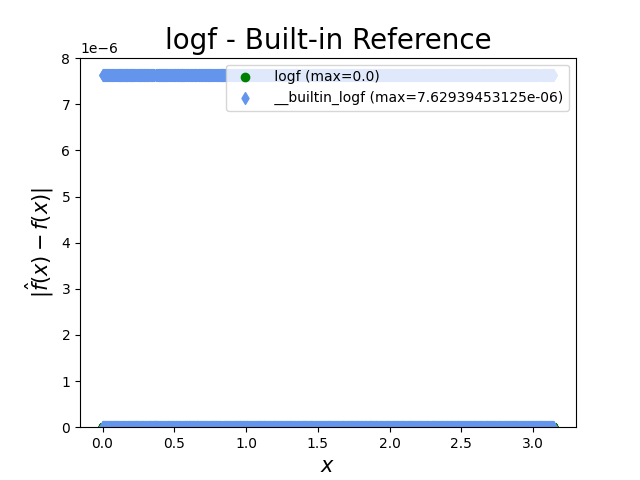 logf - Built-in Reference
1e−6
8
7
6
5
4
3
2
1
0
|f̂(x) − f(x)|
logf (max=0.0)
__builtin_logf (max=7.62939453125e-06)
0.0 0.5 1.0 1.5 2.0 2.5 3.0
x